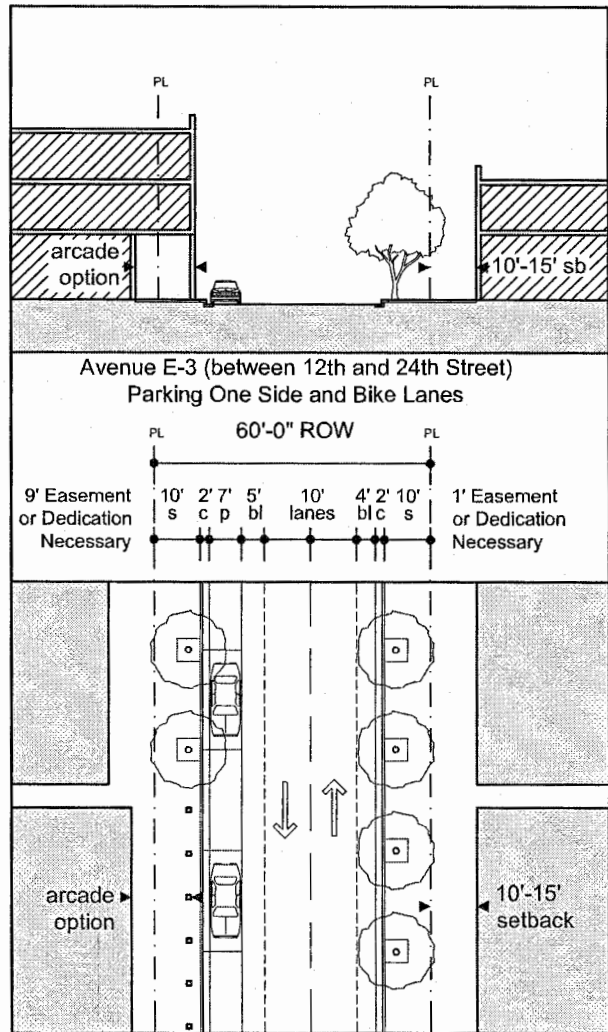 PL
PL
arcade
option
10'-15' sb
Avenue E-3 (between 12th and 24th Street)
Parking One Side and Bike Lanes
60'-0" ROW
PL
PL
9' Easement
or Dedication
Necessary
10'
s
2'
c
7'
p
5'
bl
10'
lanes
4'
bl
2'
c
10'
s
1' Easement
or Dedication
Necessary
arcade
option
10'-15'
setback